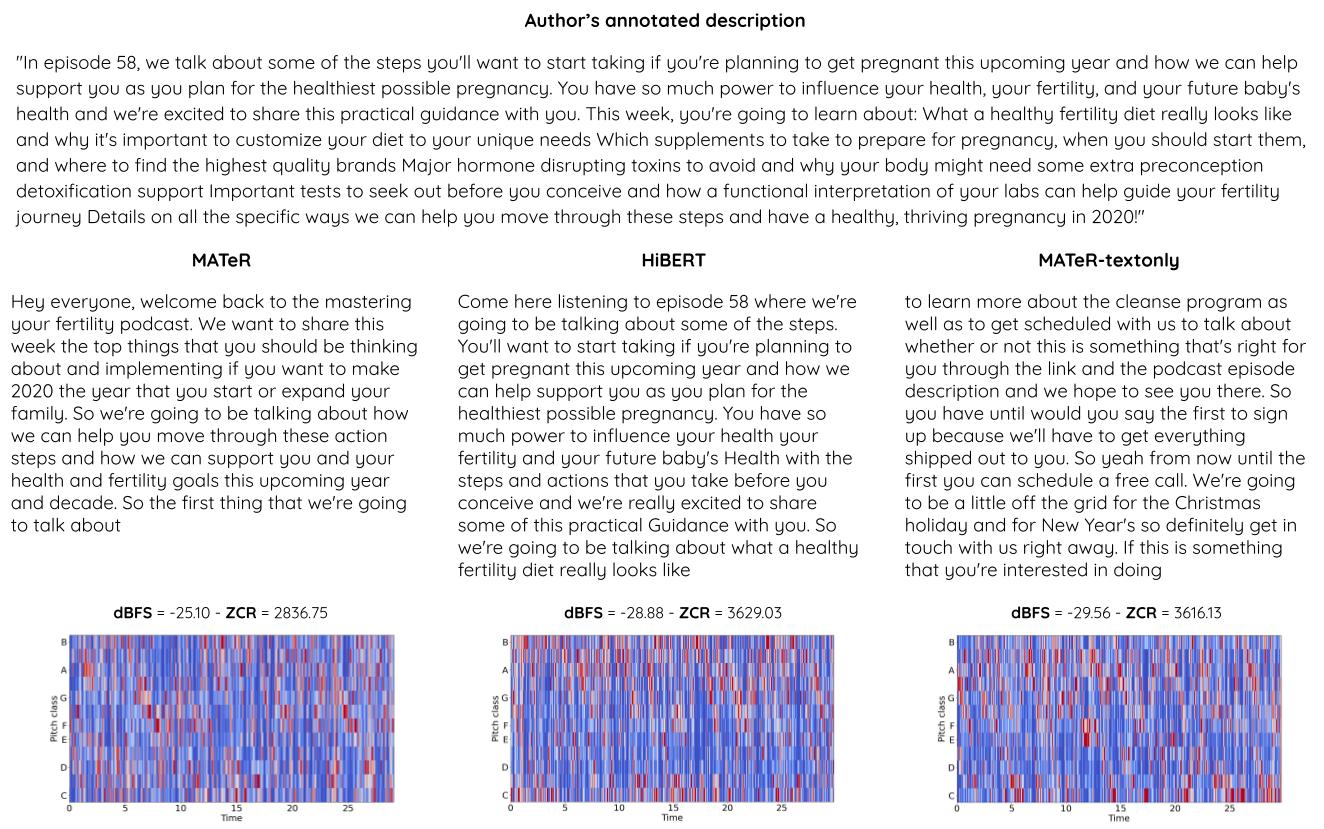 Author's annotated description
"In episode 58, we talk about some of the steps you'll want to start taking if you're planning to get pregnant this upcoming year and how we can help
support you as you plan for the healthiest possible pregnancy. You have so much power to influence your health, your fertility, and your future baby's
health and we're excited to share this practical guidance with you. This week, you're going to learn about: What a healthy fertility diet really looks like
and why it's important to customize your diet to your unique needs Which supplements to take to prepare for pregnancy, when you should start them,
and where to find the highest quality brands Major hormone disrupting toxins to avoid and why your body might need some extra preconception
detoxification support Important tests to seek out before you conceive and how a functional interpretation of your labs can help guide your fertility
journey Details on all the specific ways we can help you move through these steps and have a healthy, thriving pregnancy in 2020!"
MATeR
Hey everyone, welcome back to the mastering
your fertility podcast. We want to share this
week the top things that you should be thinking
about and implementing if you want to make
2020 the year that you start or expand your
family. So we're going to be talking about how
we can help you move through these action
steps and how we can support you and your
health and fertility goals this upcoming year
and decade. So the first thing that we're going
to talk about
dBFS = -25.10 - ZCR = 2836.75
B
A
G
F
E
D
C
Pitch class
0 5 10 15 20 25
Time
HiBERT
Come here listening to episode 58 where we're
going to be talking about some of the steps.
You'll want to start taking if you're planning to
get pregnant this upcoming year and how we
can help support you as you plan for the
healthiest possible pregnancy. You have so
much power to influence your health your
fertility and your future baby's Health with the
steps and actions that you take before you
conceive and we're really excited to share
some of this practical Guidance with you. So
we're going to be talking about what a healthy
fertility diet really looks like
dBFS = -28.88 - ZCR = 3629.03
B
A
G
F
E
D
C
Pitch class
0 5 10 15 20 25
Time
MATeR-textonly
to learn more about the cleanse program as
well as to get scheduled with us to talk about
whether or not this is something that's right for
you through the link and the podcast episode
description and we hope to see you there. So
you have until would you say the first to sign
up because we'll have to get everything
shipped out to you. So yeah from now until the
first you can schedule a free call. We're going
to be a little off the grid for the Christmas
holiday and for New Year's so definitely get in
touch with us right away. If this is something
that you're interested in doing
dBFS = -29.56 - ZCR = 3616.13
B
A
G
F
E
D
C
Pitch class
0 5 10 15 20 25
Time